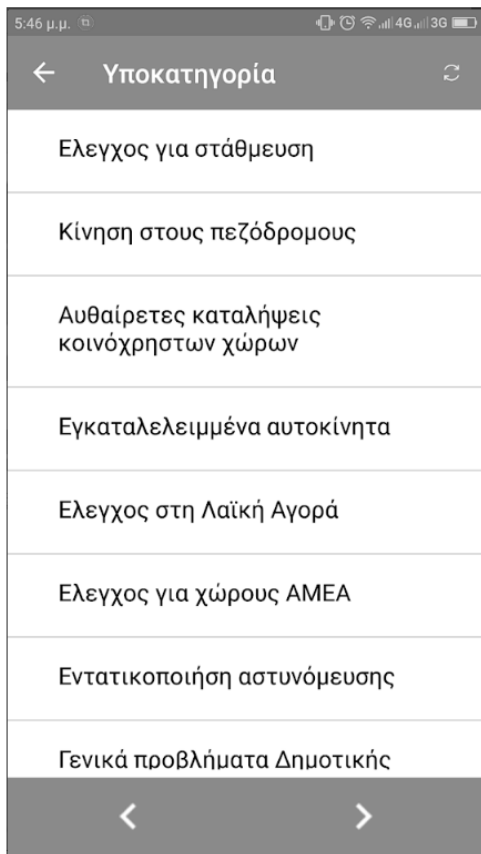 5:46 μ.μ. 4G 3G
Υποκατηγορία
Ελεγχος για στάθμευση
Κίνηση στους πεζόδρομους
Αυθαίρετες καταλήψεις
κοινόχρηστων χώρων
Εγκαταλελειμμένα αυτοκίνητα
Ελεγχος στη Λαϊκή Αγορά
Ελεγχος για χώρους ΑΜΕΑ
Εντατικοποιήση αστυνόμευσης
Γενικά προβλήματα Δημοτικής